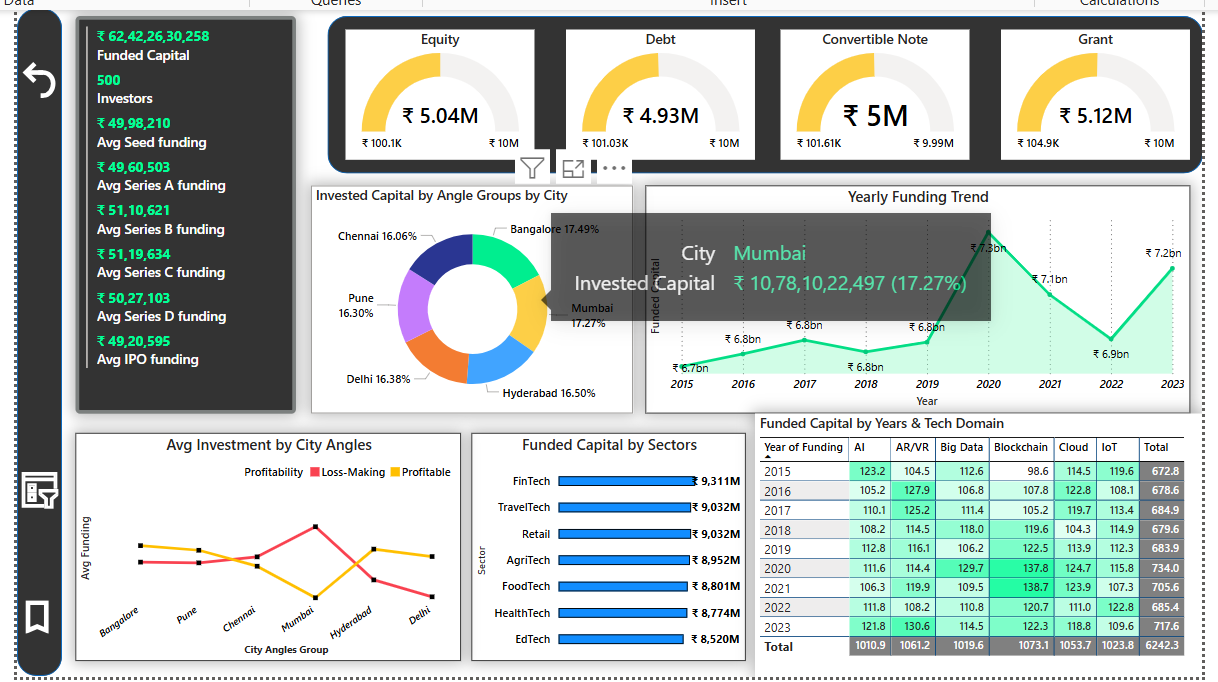 Data Queries Insert Calculations
₹ 62,42,26,30,258
Funded Capital
500
Investors
₹ 49,98,210
Avg Seed funding
₹ 49,60,503
Avg Series A funding
₹ 51,10,621
Avg Series B funding
₹ 51,19,634
Avg Series C funding
₹ 50,27,103
Avg Series D funding
₹ 49,20,595
Avg IPO funding
Equity
₹ 5.04M
₹ 100.1K ₹ 10M
Debt
₹ 4.93M
₹ 101.03K ₹ 10M
Convertible Note
₹ 5M
₹ 101.61K ₹ 9.99M
Grant
₹ 5.12M
₹ 104.9K ₹ 10M
Invested Capital by Angle Groups by City
Bangalore 17.49%
Mumbai
17.27%
Hyderabad 16.50%
Delhi 16.38%
Pune
16.30%
Chennai 16.06%
City Mumbai
Invested Capital ₹ 10,78,10,22,497 (17.27%)
Yearly Funding Trend
Funded Capital
₹ 6.7bn
₹ 6.8bn
₹ 6.8bn
₹ 6.8bn
₹ 6.8bn
₹ 7.3bn
₹ 7.1bn
₹ 6.9bn
₹ 7.2bn
2015 2016 2017 2018 2019 2020 2021 2022 2023
Year
Avg Investment by City Angles
Profitability Loss-Making Profitable
Avg Funding
Bangalore Pune Chennai Mumbai Hyderabad Delhi
City Angles Group
Funded Capital by Sectors
Sector
FinTech ₹ 9,311M
TravelTech ₹ 9,032M
Retail ₹ 9,032M
AgriTech ₹ 8,952M
FoodTech ₹ 8,801M
HealthTech ₹ 8,774M
EdTech ₹ 8,520M
Funded Capital by Years & Tech Domain
Year of Funding AI AR/VR Big Data Blockchain Cloud IoT Total
2015 123.2 104.5 112.6 98.6 114.5 119.6 672.8
2016 105.2 127.9 106.8 107.8 122.8 108.1 678.6
2017 110.1 125.2 111.4 105.2 119.7 113.4 684.9
2018 108.2 114.5 118.0 119.6 104.3 114.9 679.6
2019 112.8 116.1 106.2 122.5 113.9 112.3 683.9
2020 111.6 114.4 129.7 137.8 124.7 115.8 734.0
2021 106.3 119.9 109.5 138.7 123.9 107.3 705.6
2022 111.8 108.2 110.8 120.7 111.0 122.8 685.4
2023 121.8 130.6 114.5 122.3 118.8 109.6 717.6
Total 1010.9 1061.2 1019.6 1073.1 1053.7 1023.8 6242.3